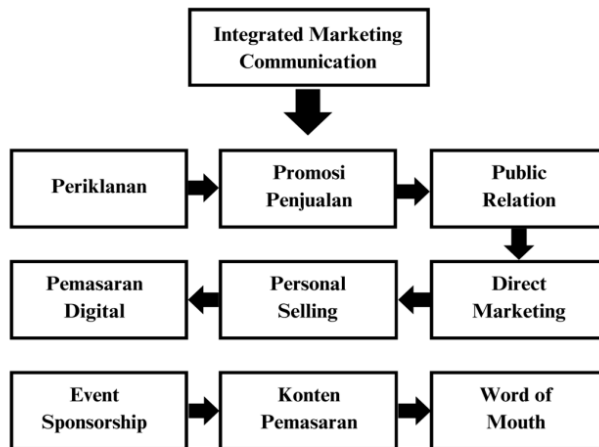 Integrated Marketing
Communication
Periklanan
Promosi
Penjualan
Public
Relation
Pemasaran
Digital
Personal
Selling
Direct
Marketing
Event
Sponsorship
Konten
Pemasaran
Word of
Mouth